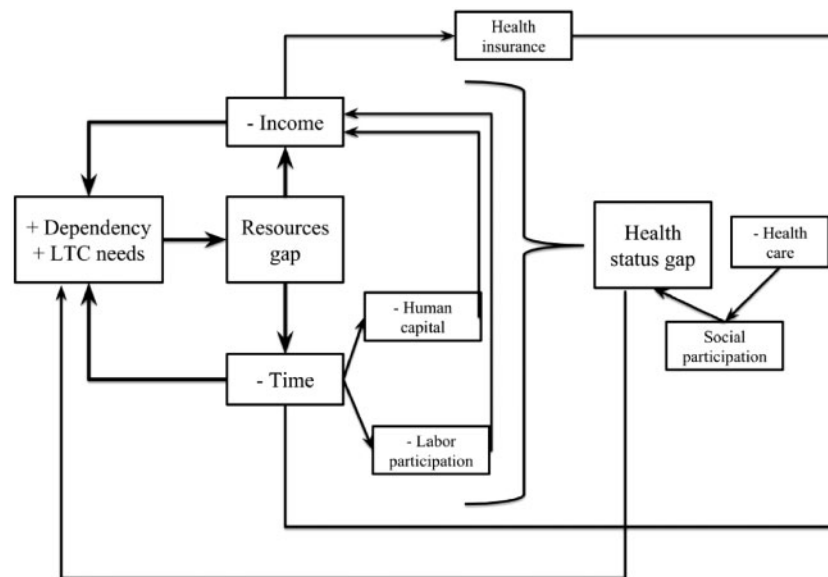 Health
insurance
- Income
+ Dependency
+ LTC needs
Resources
gap
Health
status gap
- Health
care
- Human
capital
Social
participation
- Time
- Labor
participation